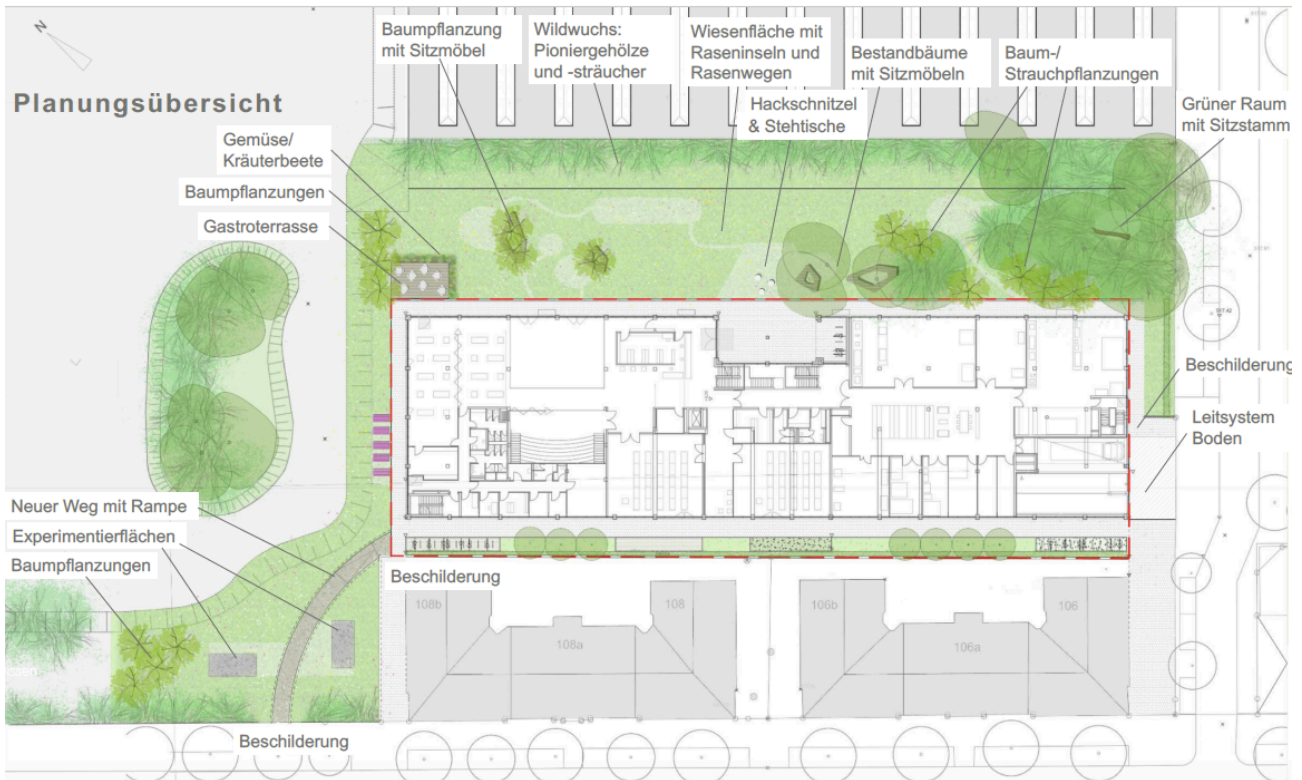 N
Planungsübersicht
Baumpflanzung
mit Sitzmöbel
Wildwuchs:
Pioniergehölze
und -sträucher
Wiesenfläche mit
Raseninseln und
Rasenwegen
Hackschnitzel
& Stehtische
Bestandbäume
mit Sitzmöbeln
Baum-/
Strauchpflanzungen
Grüner Raum
mit Sitzstamm
Gemüse/
Kräuterbeete
Baumpflanzungen
Gastroterrasse
Beschilderung
Leitsystem
Boden
Neuer Weg mit Rampe
Experimentierflächen
Baumpflanzungen
Beschilderung
108b
108
108a
106b
106
106a
Beschilderung